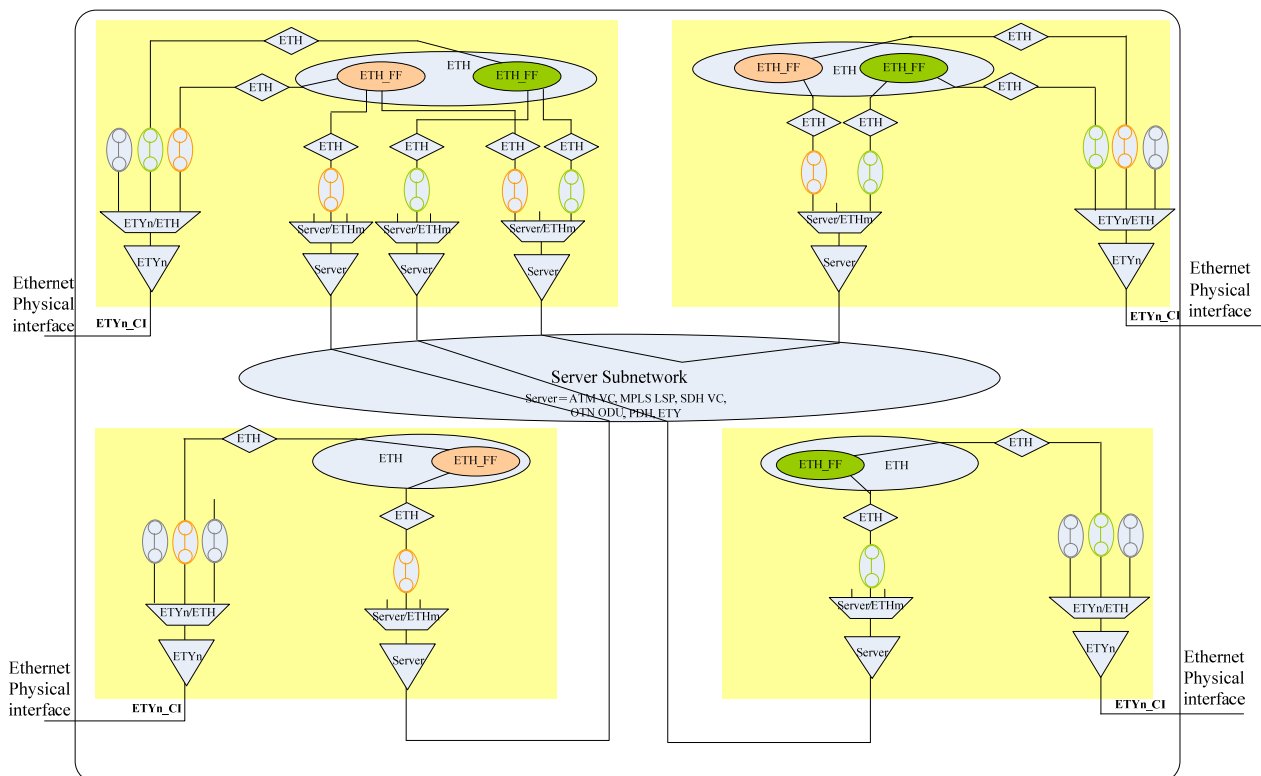 ETH
ETH
ETH_FF
ETH
ETH_FF
ETH
ETH
ETH
ETH
ETYn/ETH
Server/ETHm
Server/ETHm
Server/ETHm
ETYn
Server
Server
Server
Ethernet
Physical
interface
ETYn_CI
ETH
ETH_FF
ETH
ETH_FF
ETH
ETH
ETH
Server/ETHm
ETYn/ETH
Server
ETYn
Ethernet
Physical
interface
ETYn_CI
Server Subnetwork
Server＝ATM VC, MPLS LSP, SDH VC,
OTN ODU, PDH, ETY
ETH
ETH
ETH_FF
ETH
ETYn/ETH
Server/ETHm
ETYn
Server
Ethernet
Physical
interface
ETYn_CI
ETH
ETH_FF
ETH
ETH
Server/ETHm
ETYn/ETH
Server
ETYn
Ethernet
Physical
interface
ETYn_CI